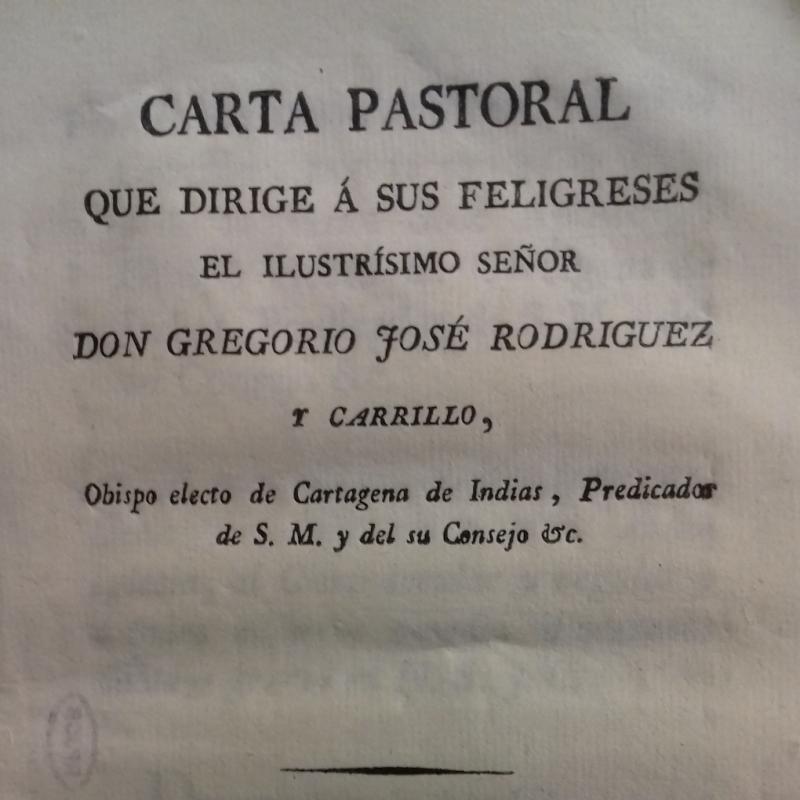 CARTA PASTORAL
QUE DIRIGE Á SUS FELIGRESES
EL ILUSTRÍSIMO SEÑOR
DON GREGORIO JOSÉ RODRIGUEZ
Y CARRILLO,
Obispo electo de Cartagena de Indias, Predicador
de S. M. y del su Consejo &c.